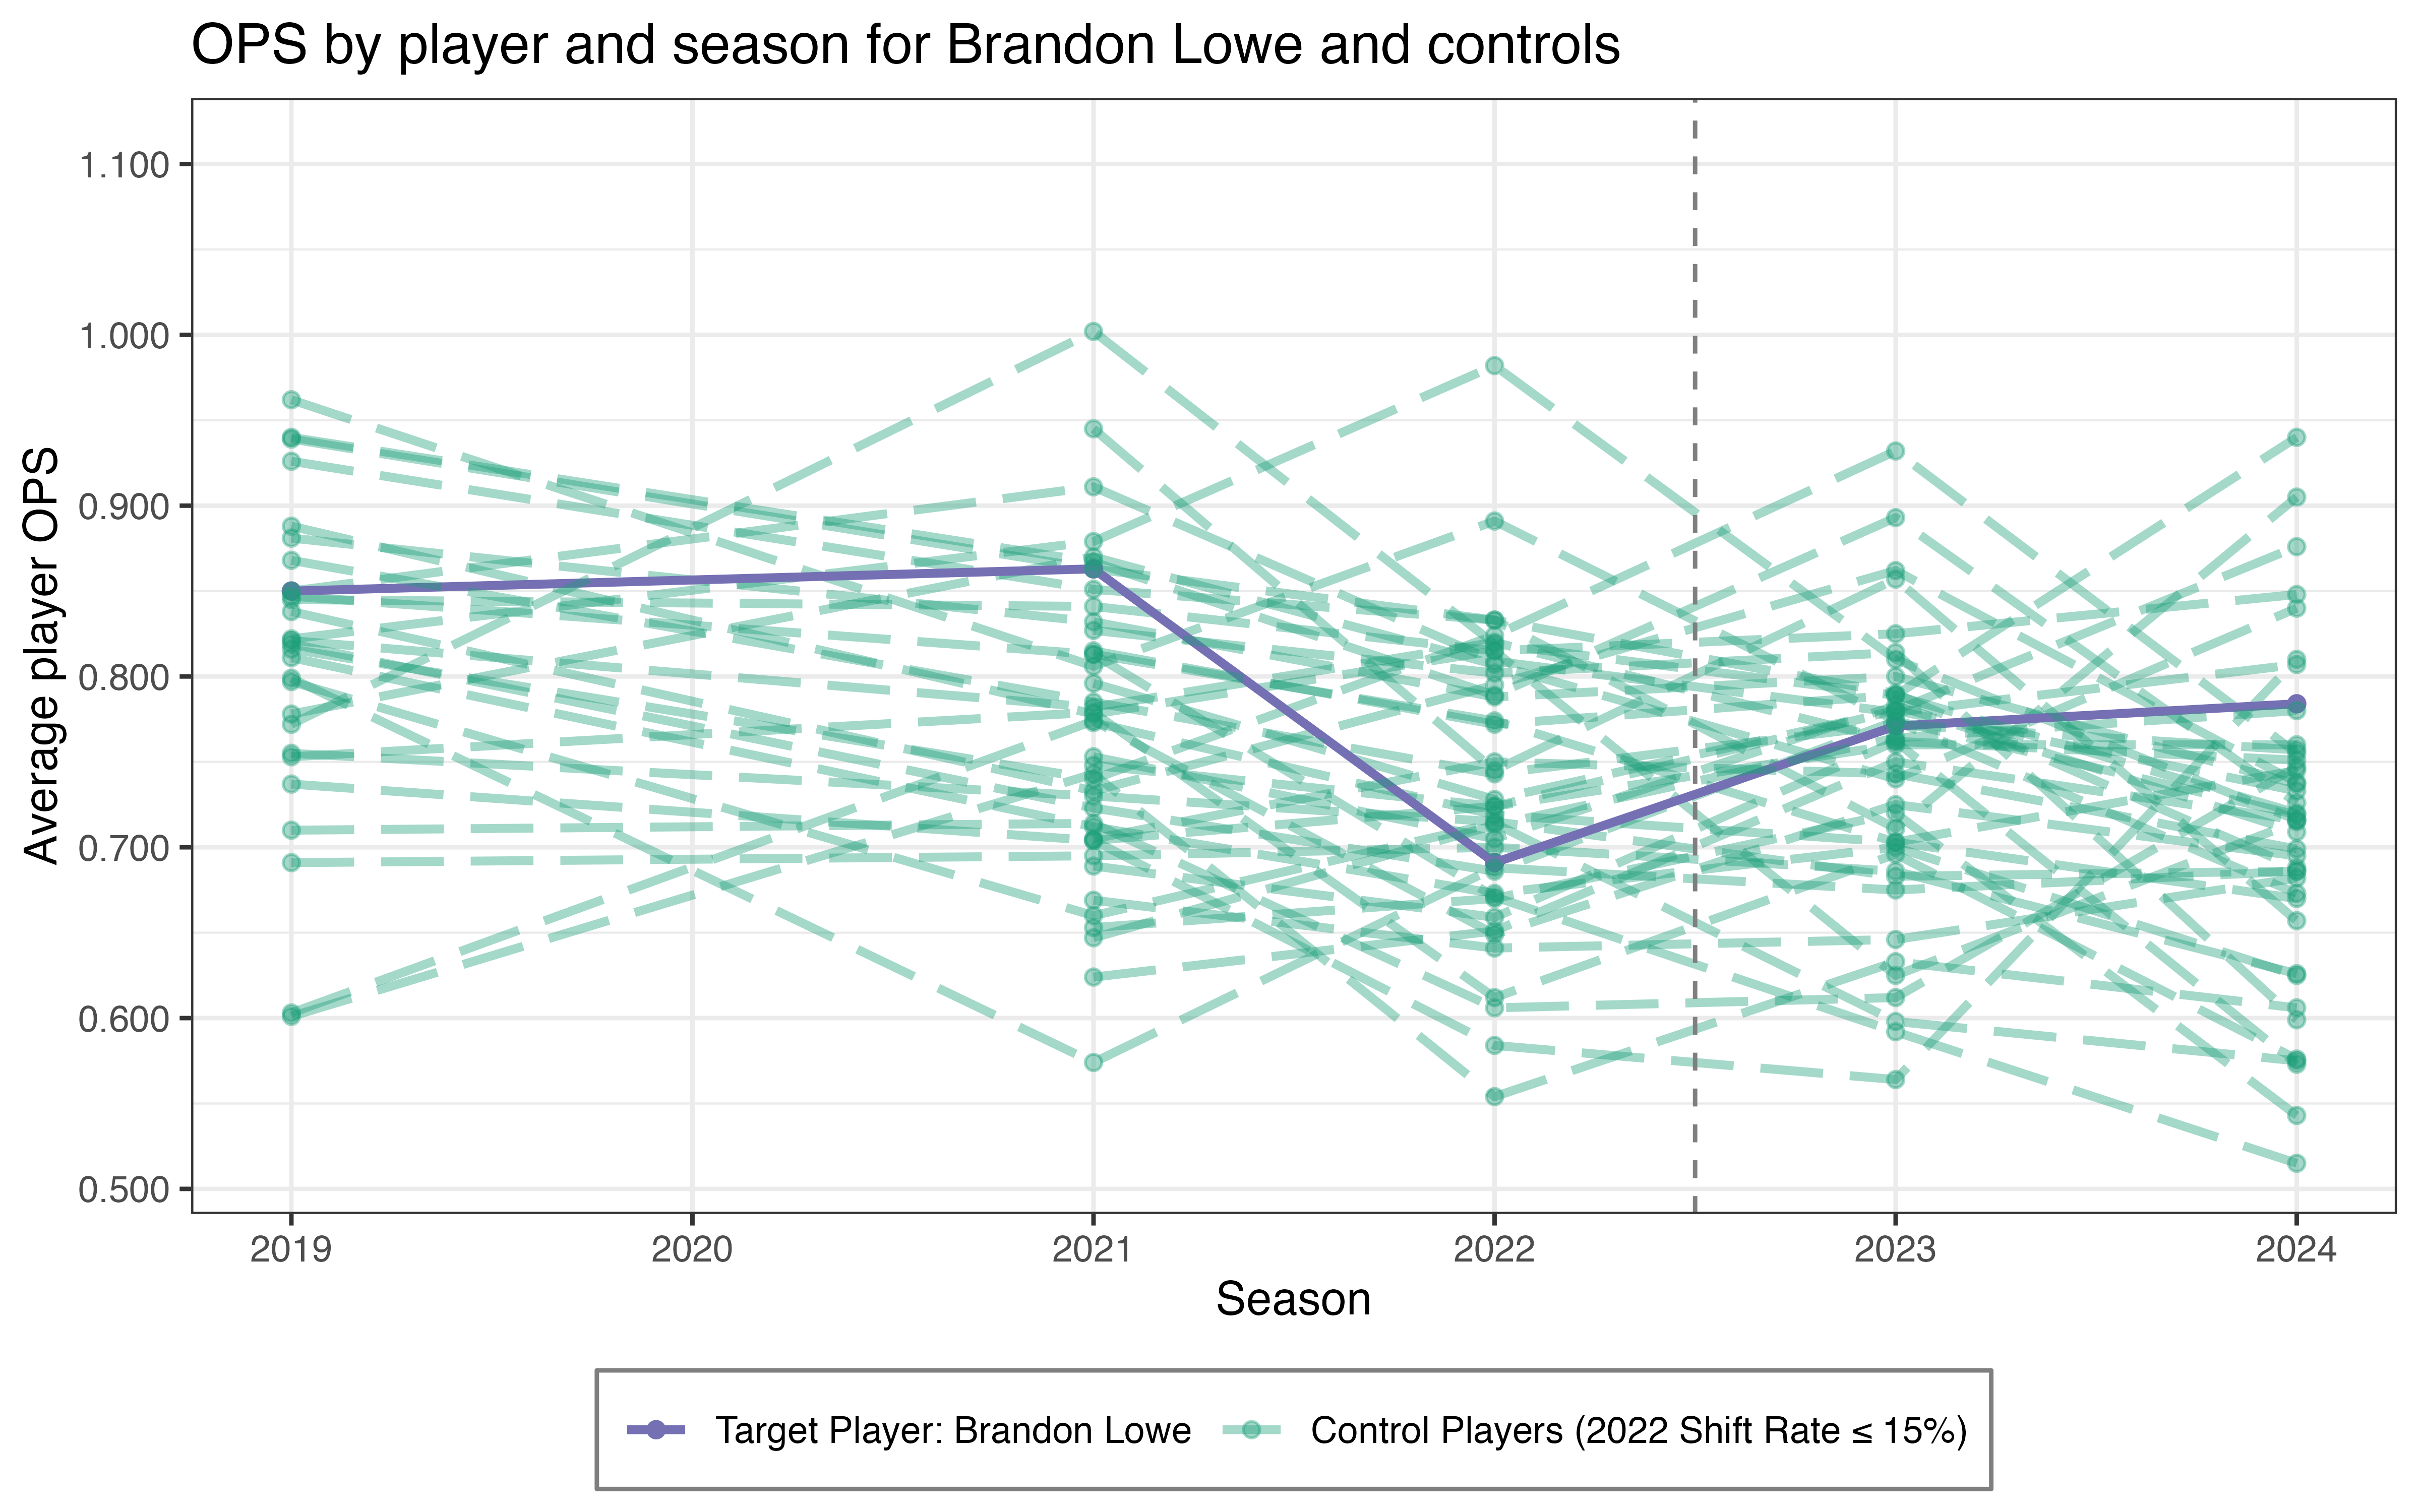 OPS by player and season for Brandon Lowe and controls
Average player OPS
1.100
1.000
0.900
0.800
0.700
0.600
0.500
2019 2020 2021 2022 2023 2024
Season
Target Player: Brandon Lowe Control Players (2022 Shift Rate ≤ 15%)